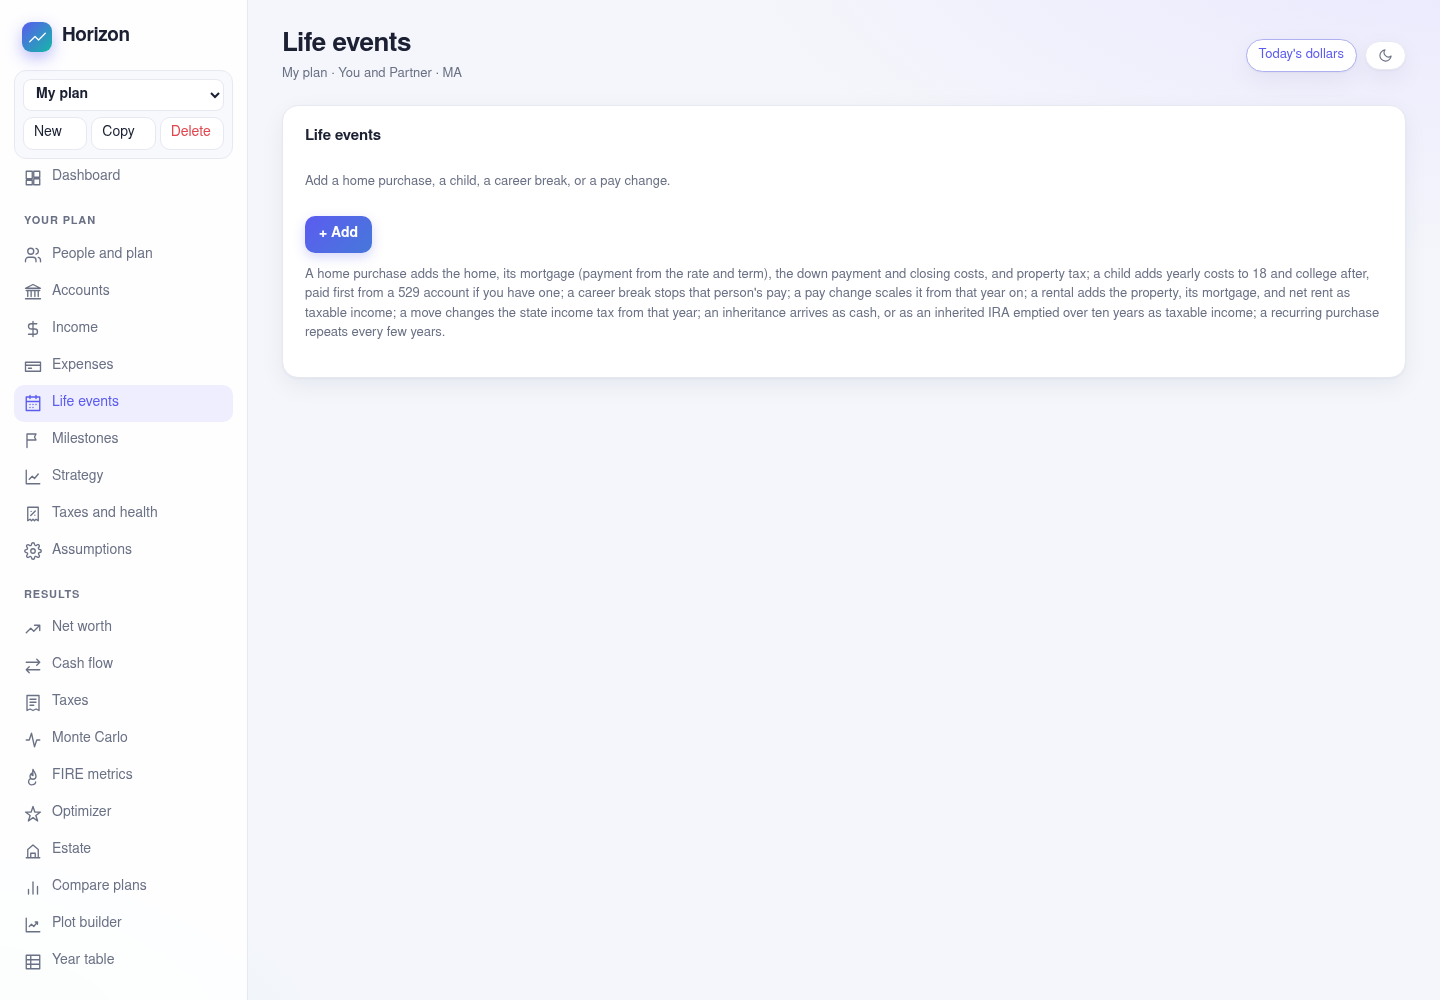 Horizon
My plan
New
Copy
Delete
Dashboard
YOUR PLAN
People and plan
Accounts
Income
Expenses
Life events
Milestones
Strategy
Taxes and health
Assumptions
RESULTS
Net worth
Cash flow
Taxes
Monte Carlo
FIRE metrics
Optimizer
Estate
Compare plans
Plot builder
Year table
Life events
My plan · You and Partner · MA
Today's dollars
Life events
Add a home purchase, a child, a career break, or a pay change.
+ Add
A home purchase adds the home, its mortgage (payment from the rate and term), the down payment and closing costs, and property tax; a child adds yearly costs to 18 and college after,
paid first from a 529 account if you have one; a career break stops that person's pay; a pay change scales it from that year on; a rental adds the property, its mortgage, and net rent as
taxable income; a move changes the state income tax from that year; an inheritance arrives as cash, or as an inherited IRA emptied over ten years as taxable income; a recurring purchase
repeats every few years.